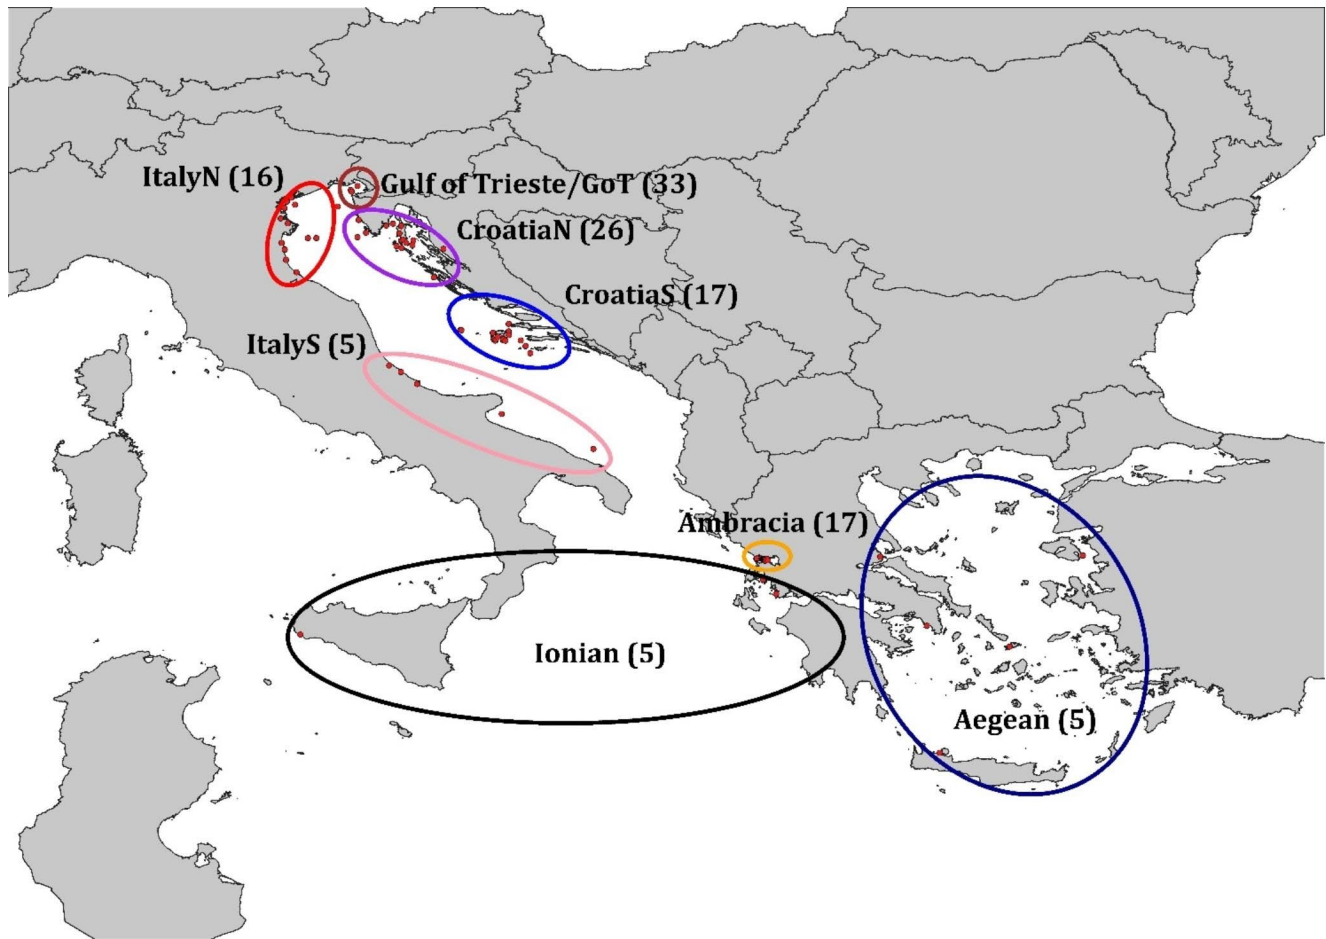 ItalyN (16)
Gulf of Trieste/GoT (33)
CroatiaN (26)
CroatiaS (17)
ItalyS (5)
Ambracia (17)
Ionian (5)
Aegean (5)